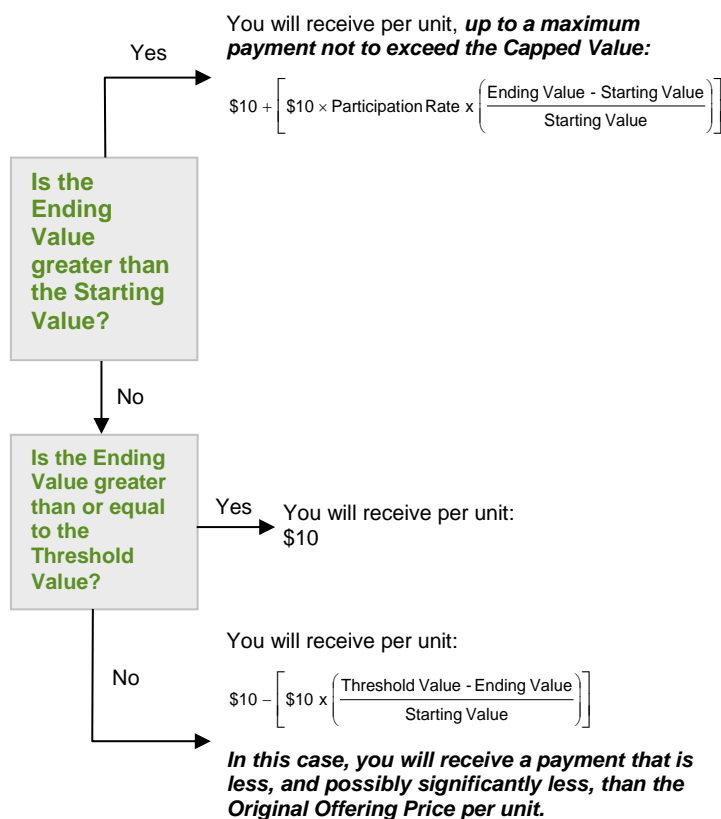 Yes
You will receive per unit, up to a maximum
payment not to exceed the Capped Value:
$10 + [ $10 × Participation Rate x ( Ending Value - Starting Value / Starting Value ) ]
Is the
Ending
Value
greater than
the Starting
Value?
No
Is the Ending
Value greater
than or equal
to the
Threshold
Value?
Yes
You will receive per unit:
$10
No
You will receive per unit:
$10 − [ $10 x ( Threshold Value - Ending Value / Starting Value ) ]
In this case, you will receive a payment that is
less, and possibly significantly less, than the
Original Offering Price per unit.